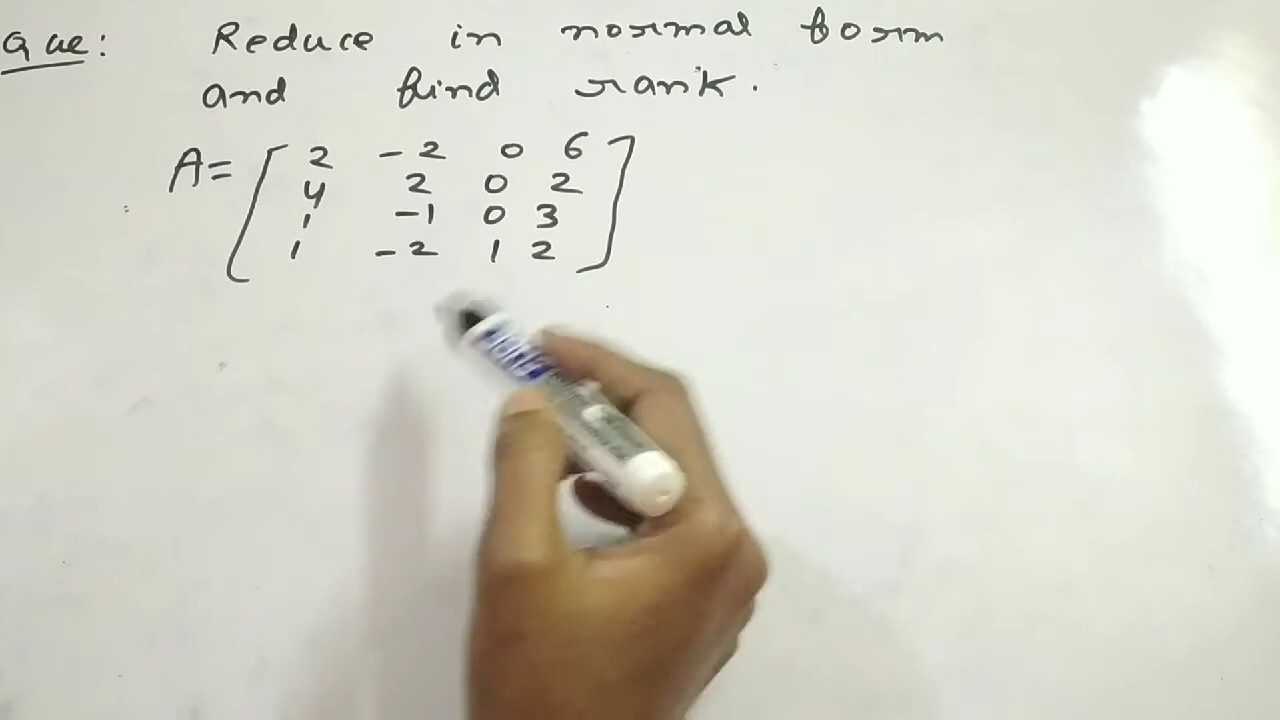 Que: Reduce in normal form
and find rank.
A = [ 2 -2 0 6
4 2 0 2
1 -1 0 3
1 -2 1 2 ]